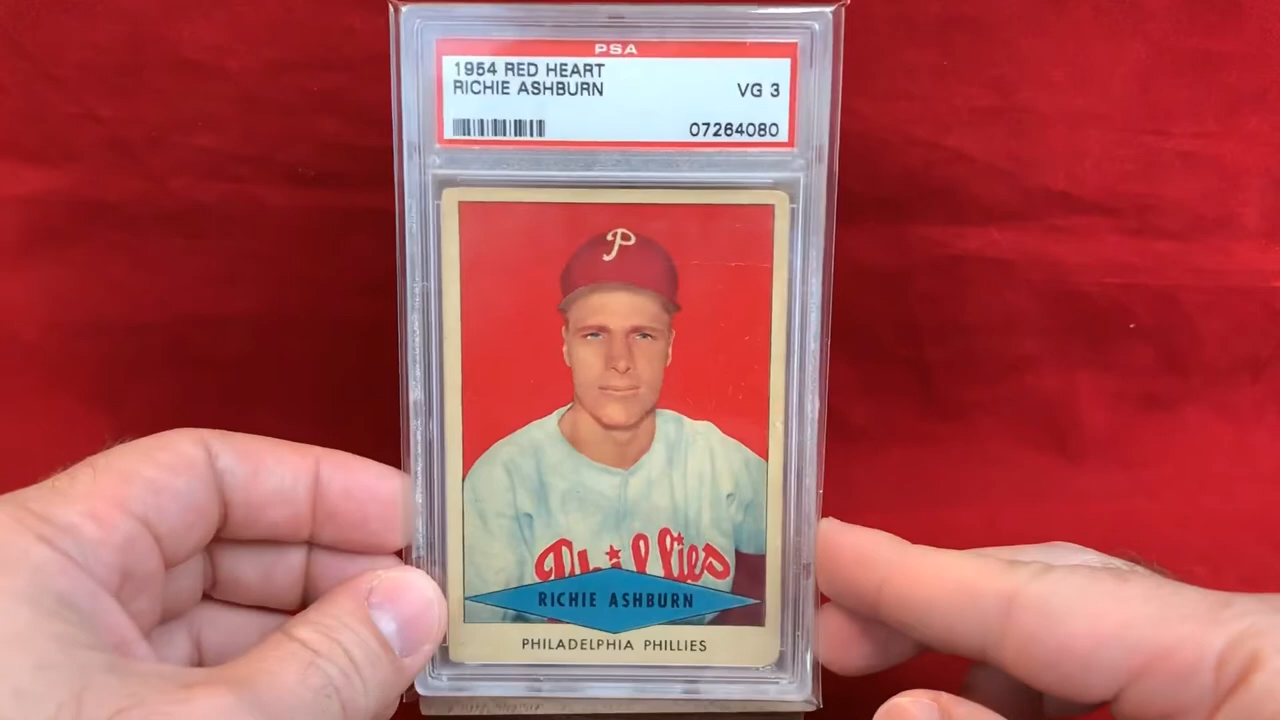 PSA
1954 RED HEART
RICHIE ASHBURN
VG 3
07264080
P
Phillies
RICHIE ASHBURN
PHILADELPHIA PHILLIES